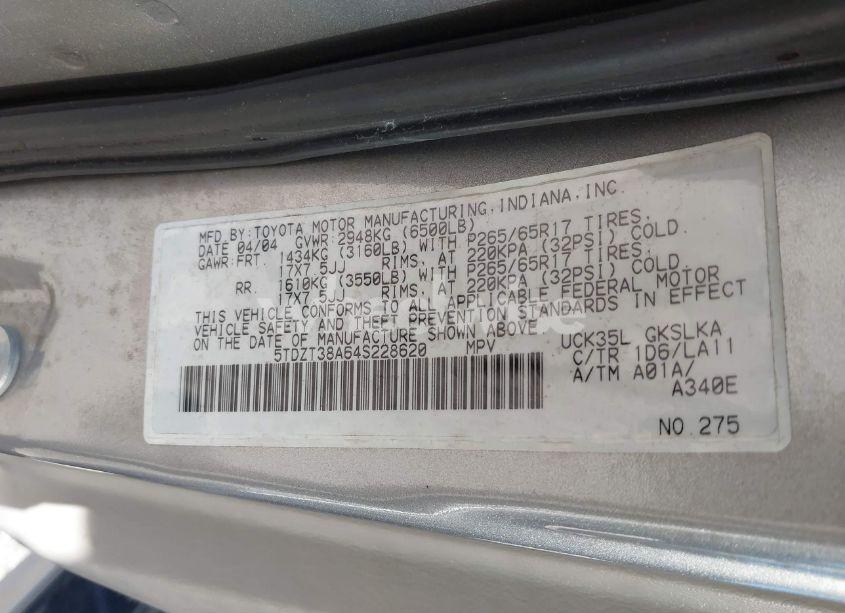 MFD.BY:TOYOTA MOTOR MANUFACTURING,INDIANA,INC.
DATE 04/04 GVWR:2948KG (6500LB)
GAWR:FRT. 1434KG (3160LB) WITH P265/65R17 TIRES,
17X7.5JJ RIMS, AT 220KPA (32PSI) COLD.
RR. 1610KG (3550LB) WITH P265/65R17 TIRES,
17X7.5JJ RIMS, AT 220KPA (32PSI) COLD.
THIS VEHICLE CONFORMS TO ALL APPLICABLE FEDERAL MOTOR
VEHICLE SAFETY AND THEFT PREVENTION STANDARDS IN EFFECT
ON THE DATE OF MANUFACTURE SHOWN ABOVE.
5TDZT38A64S228620 MPV
UCK35L GKSLKA
C/TR 1D6/LA11
A/TM A01A/
A340E
NO.275